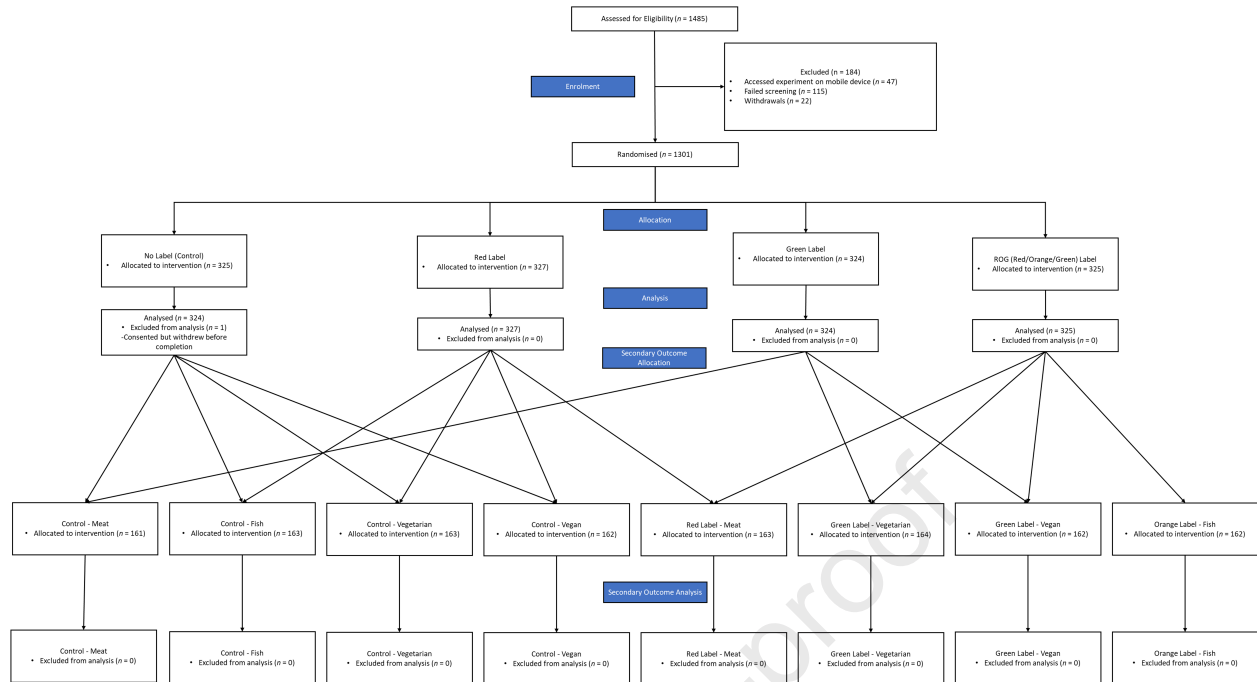 Assessed for Eligibility (n = 1485)
Excluded (n = 184)
• Accessed experiment on mobile device (n = 47)
• Failed screening (n = 115)
• Withdrawals (n = 22)
Enrolment
Randomised (n = 1301)
Allocation
No Label (Control)
• Allocated to intervention (n = 325)
Red Label
• Allocated to intervention (n = 327)
Green Label
• Allocated to intervention (n = 324)
ROG (Red/Orange/Green) Label
• Allocated to intervention (n = 325)
Analysis
Analysed (n = 324)
• Excluded from analysis (n = 1)
-Consented but withdrew before
completion
Analysed (n = 327)
• Excluded from analysis (n = 0)
Analysed (n = 324)
• Excluded from analysis (n = 0)
Analysed (n = 325)
• Excluded from analysis (n = 0)
Secondary Outcome
Allocation
Control - Meat
• Allocated to intervention (n = 161)
Control - Fish
• Allocated to intervention (n = 163)
Control - Vegetarian
• Allocated to intervention (n = 163)
Control - Vegan
• Allocated to intervention (n = 162)
Red Label - Meat
• Allocated to intervention (n = 163)
Green Label - Vegetarian
• Allocated to intervention (n = 164)
Green Label - Vegan
• Allocated to intervention (n = 162)
Orange Label - Fish
• Allocated to intervention (n = 162)
Secondary Outcome Analysis
Control - Meat
• Excluded from analysis (n = 0)
Control - Fish
• Excluded from analysis (n = 0)
Control - Vegetarian
• Excluded from analysis (n = 0)
Control - Vegan
• Excluded from analysis (n = 0)
Red Label - Meat
• Excluded from analysis (n = 0)
Green Label - Vegetarian
• Excluded from analysis (n = 0)
Green Label - Vegan
• Excluded from analysis (n = 0)
Orange Label - Fish
• Excluded from analysis (n = 0)
proof